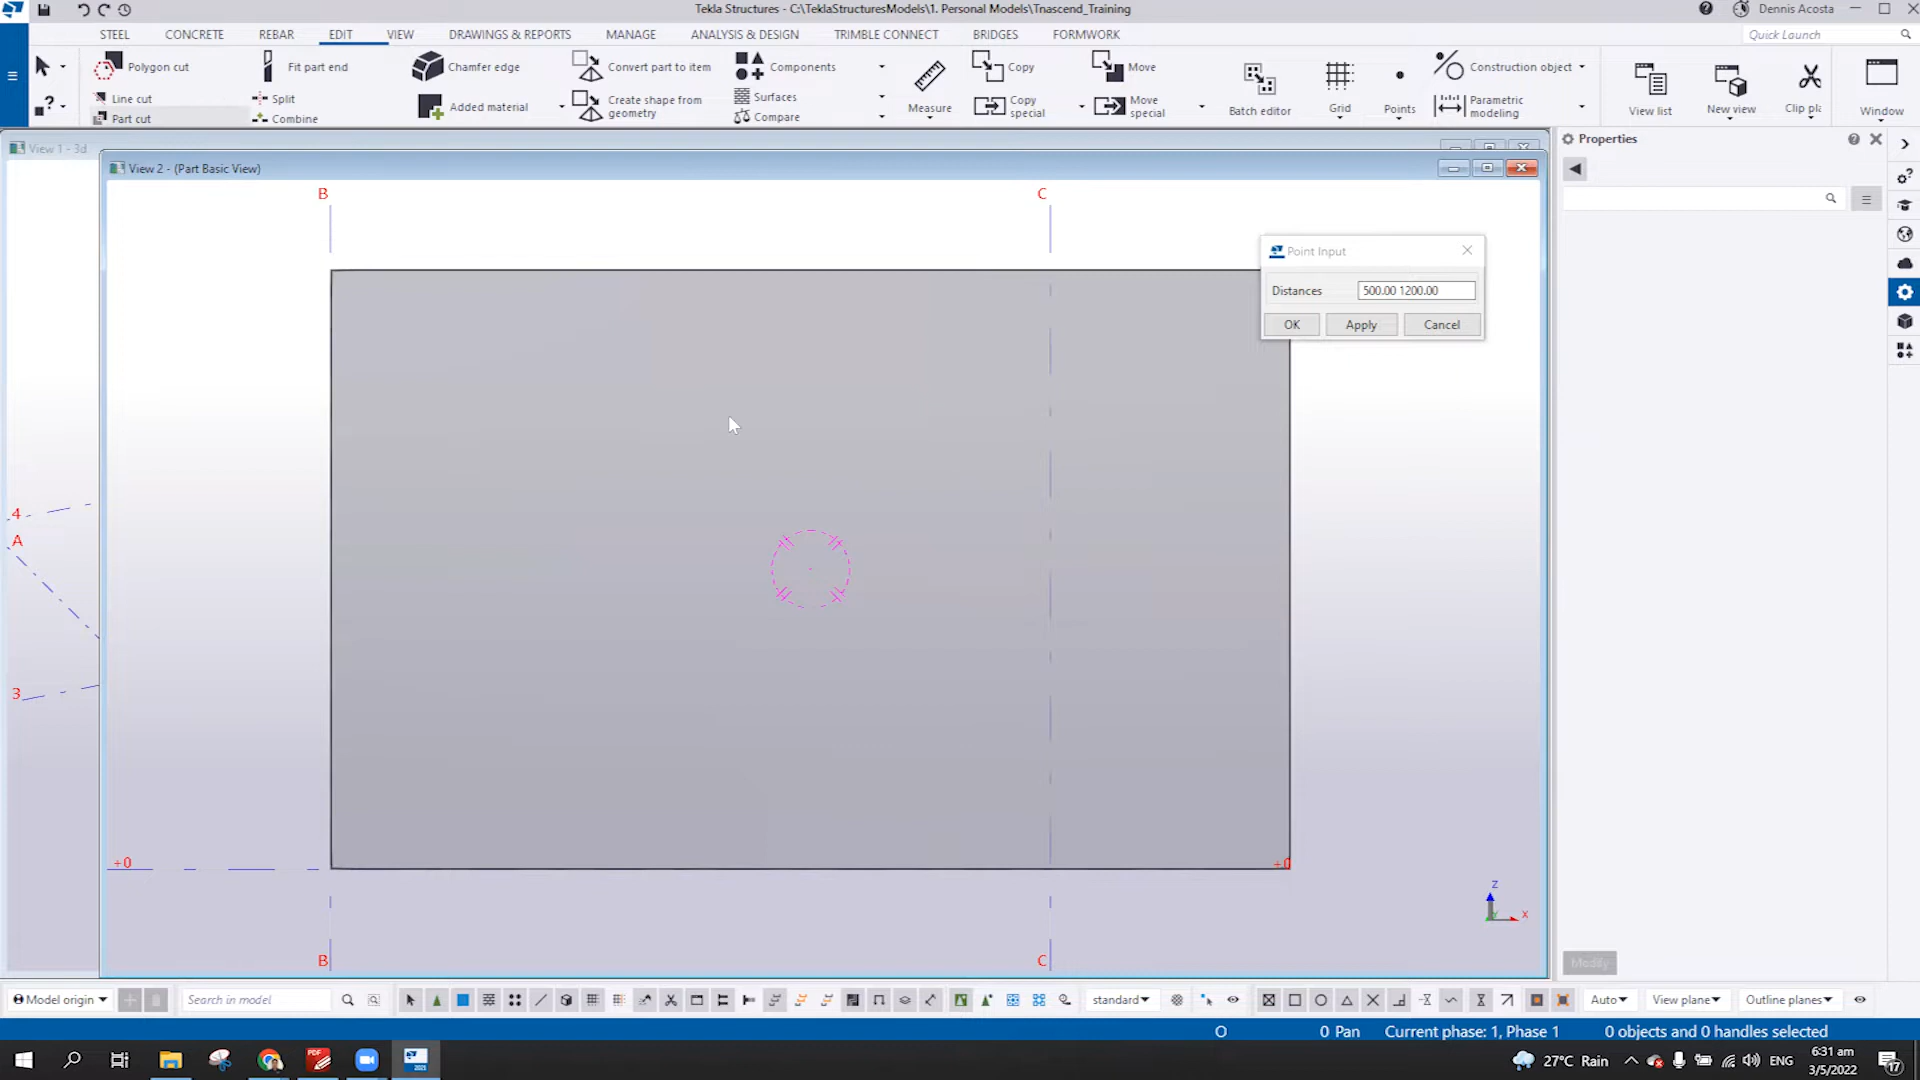 Tekla Structures - C:\TeklaStructuresModels\1. Personal Models\Tnascend_Training
Dennis Acosta
STEEL CONCRETE REBAR EDIT VIEW DRAWINGS & REPORTS MANAGE ANALYSIS & DESIGN TRIMBLE CONNECT BRIDGES FORMWORK
Quick Launch
Polygon cut
Line cut
Part cut
Fit part end
Split
Combine
Chamfer edge
Added material
Convert part to item
Create shape from
geometry
Components
Surfaces
Compare
Measure
Copy
Copy
special
Move
Move
special
Batch editor
Grid
Points
Construction object
Parametric
modeling
View list
New view
Clip pla
Window
View 1 - 3d
View 2 - (Part Basic View)
Properties
B
C
Point Input
Distances 500.00 1200.00
OK Apply Cancel
4
A
3
+0
+0
Z
X
B
C
Modify
Model origin
Search in model
standard
Auto
View plane
Outline planes
O
0 Pan
Current phase: 1, Phase 1
0 objects and 0 handles selected
PDF
2021
27°C Rain
ENG
6:31 am
3/5/2022
17